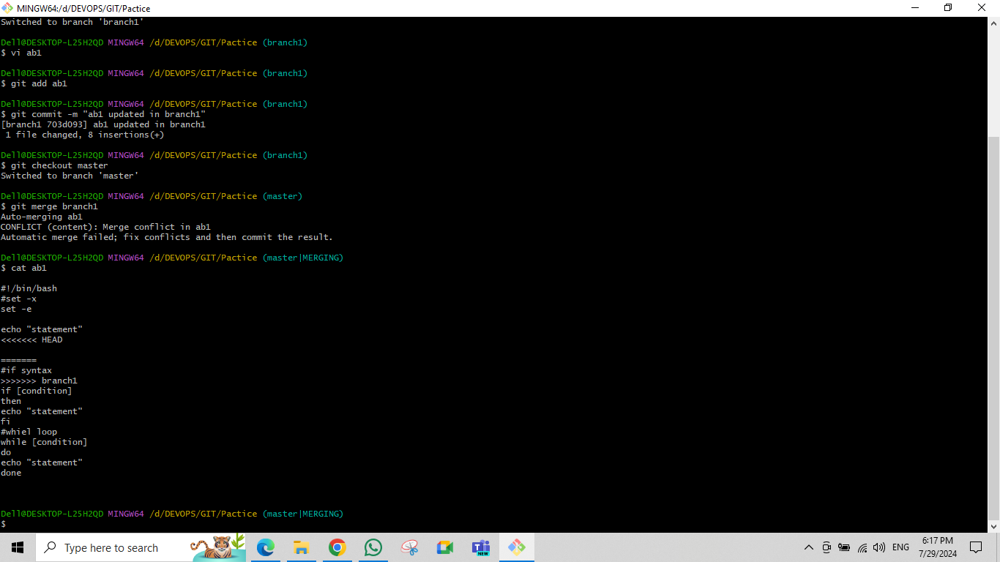 MINGW64:/d/DEVOPS/GIT/Pactice
Switched to branch 'branch1'
Dell@DESKTOP-L25H2QD MINGW64 /d/DEVOPS/GIT/Pactice (branch1)
$ vi ab1
Dell@DESKTOP-L25H2QD MINGW64 /d/DEVOPS/GIT/Pactice (branch1)
$ git add ab1
Dell@DESKTOP-L25H2QD MINGW64 /d/DEVOPS/GIT/Pactice (branch1)
$ git commit -m "ab1 updated in branch1"
[branch1 703d093] ab1 updated in branch1
 1 file changed, 8 insertions(+)
Dell@DESKTOP-L25H2QD MINGW64 /d/DEVOPS/GIT/Pactice (branch1)
$ git checkout master
Switched to branch 'master'
Dell@DESKTOP-L25H2QD MINGW64 /d/DEVOPS/GIT/Pactice (master)
$ git merge branch1
Auto-merging ab1
CONFLICT (content): Merge conflict in ab1
Automatic merge failed; fix conflicts and then commit the result.
Dell@DESKTOP-L25H2QD MINGW64 /d/DEVOPS/GIT/Pactice (master|MERGING)
$ cat ab1
#!/bin/bash
#set -x
set -e
echo "statement"
<<<<<<< HEAD
=======
#if syntax
>>>>>>> branch1
if [condition]
then
echo "statement"
fi
#whiel loop
while [condition]
do
echo "statement"
done
Dell@DESKTOP-L25H2QD MINGW64 /d/DEVOPS/GIT/Pactice (master|MERGING)
$
Type here to search
NEW
ENG
6:17 PM
7/29/2024